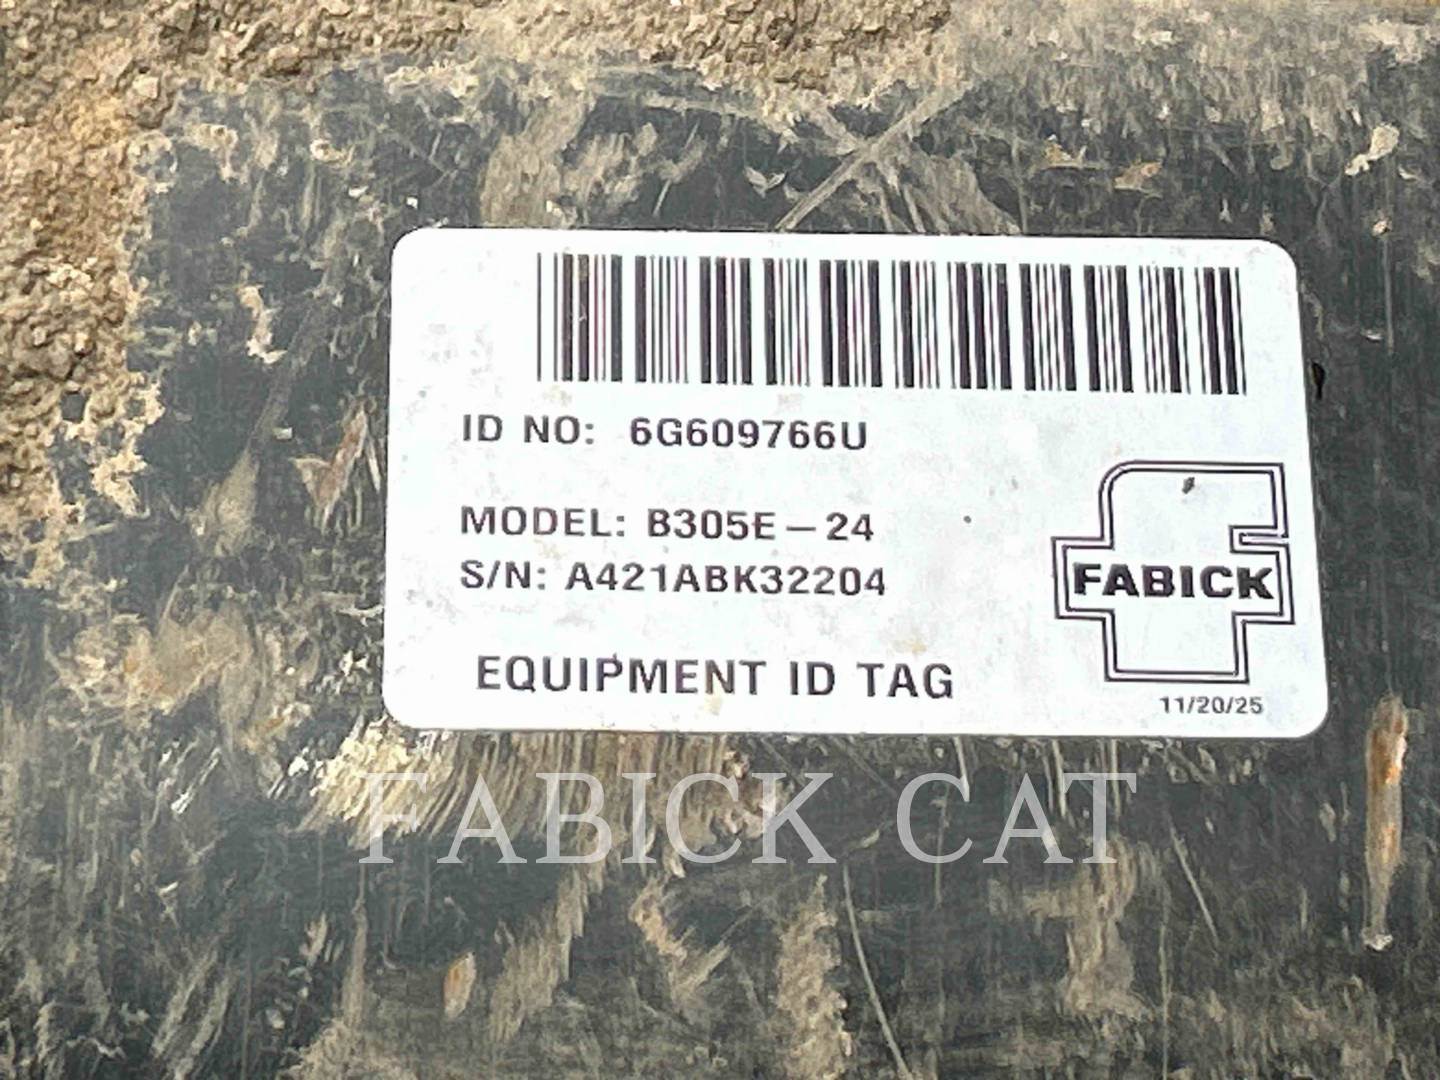 ID NO: 6G609766U
MODEL: B305E-24
S/N: A421ABK32204
FABICK
EQUIPMENT ID TAG
11/20/25
FABICK CAT